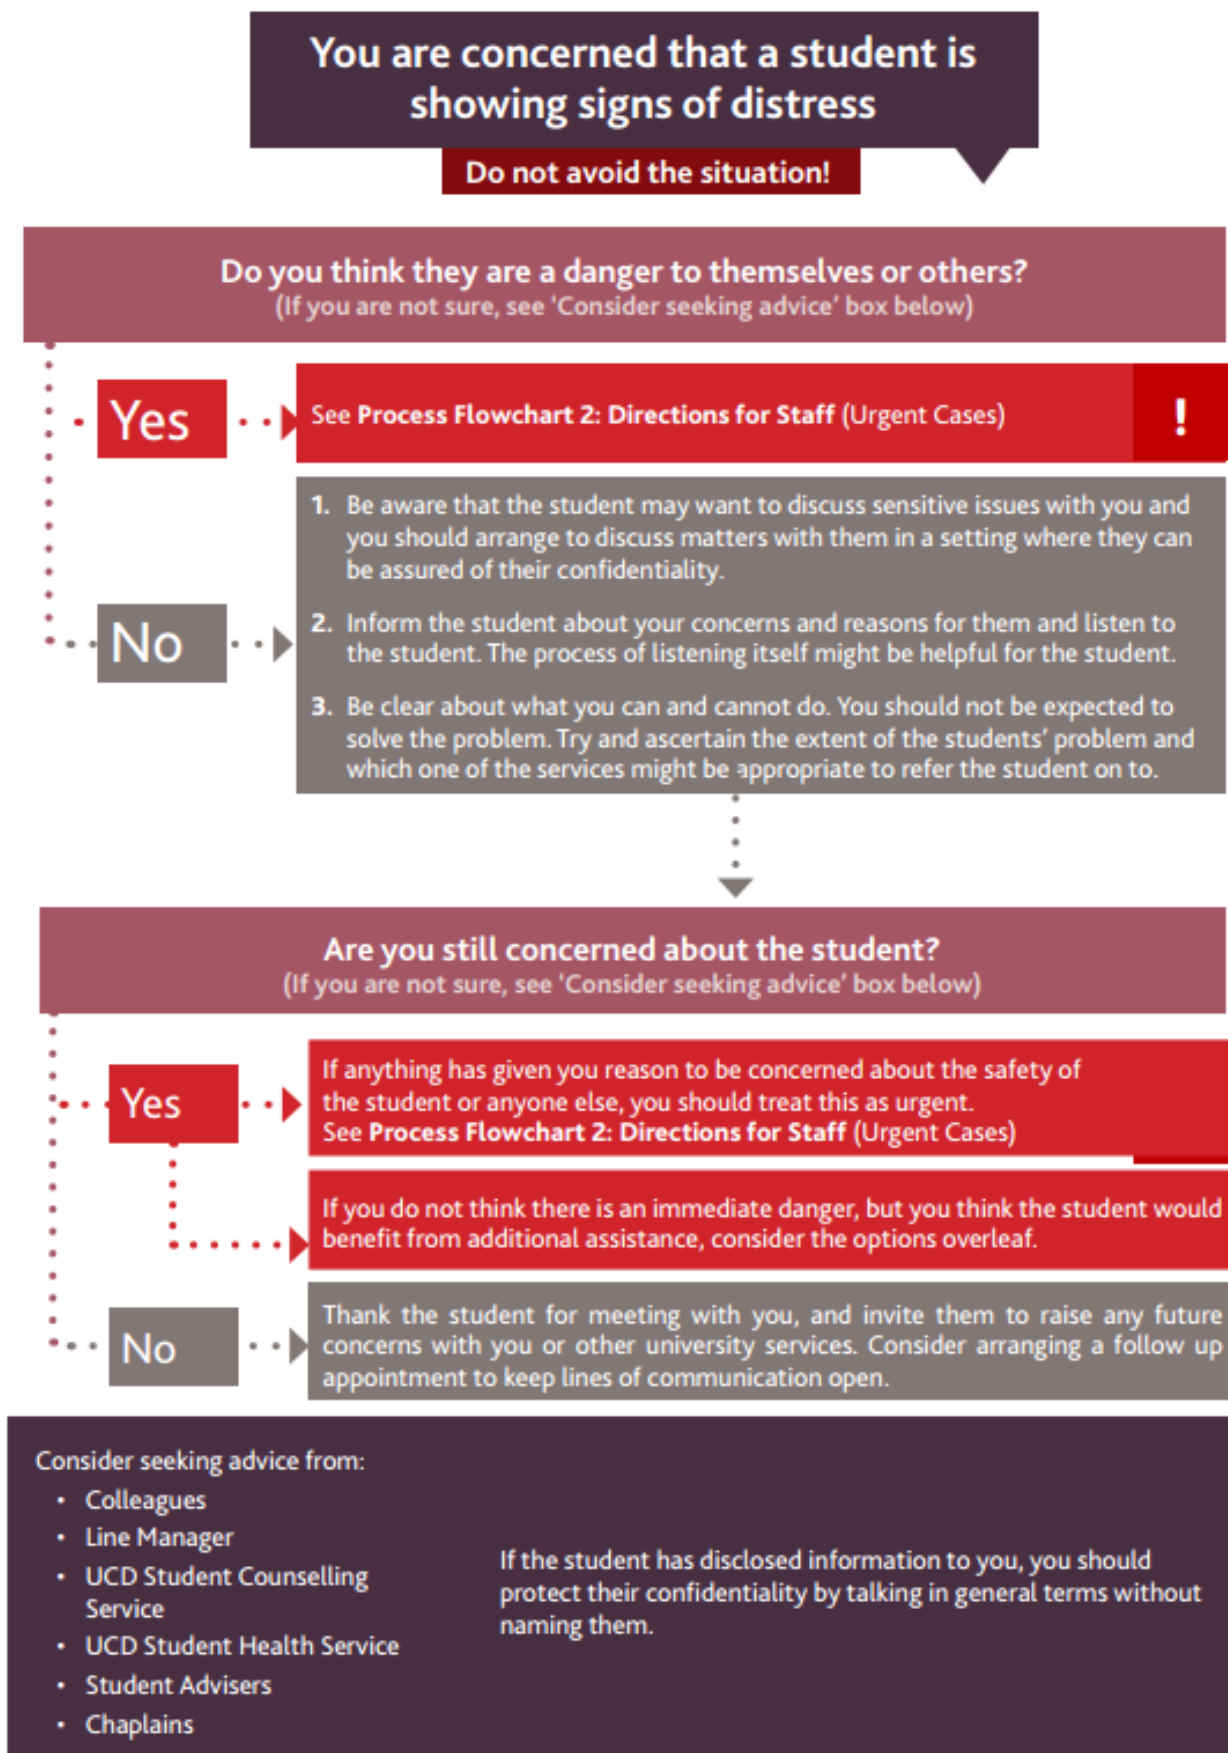 You are concerned that a student is
showing signs of distress
Do not avoid the situation!
Do you think they are a danger to themselves or others?
(If you are not sure, see ‘Consider seeking advice’ box below)
Yes
See Process Flowchart 2: Directions for Staff (Urgent Cases)
!
No
1. Be aware that the student may want to discuss sensitive issues with you and
you should arrange to discuss matters with them in a setting where they can
be assured of their confidentiality.
2. Inform the student about your concerns and reasons for them and listen to
the student. The process of listening itself might be helpful for the student.
3. Be clear about what you can and cannot do. You should not be expected to
solve the problem. Try and ascertain the extent of the students’ problem and
which one of the services might be appropriate to refer the student on to.
Are you still concerned about the student?
(If you are not sure, see ‘Consider seeking advice’ box below)
Yes
If anything has given you reason to be concerned about the safety of
the student or anyone else, you should treat this as urgent.
See Process Flowchart 2: Directions for Staff (Urgent Cases)
If you do not think there is an immediate danger, but you think the student would
benefit from additional assistance, consider the options overleaf.
No
Thank the student for meeting with you, and invite them to raise any future
concerns with you or other university services. Consider arranging a follow up
appointment to keep lines of communication open.
Consider seeking advice from:
• Colleagues
• Line Manager
• UCD Student Counselling
Service
• UCD Student Health Service
• Student Advisers
• Chaplains
If the student has disclosed information to you, you should
protect their confidentiality by talking in general terms without
naming them.